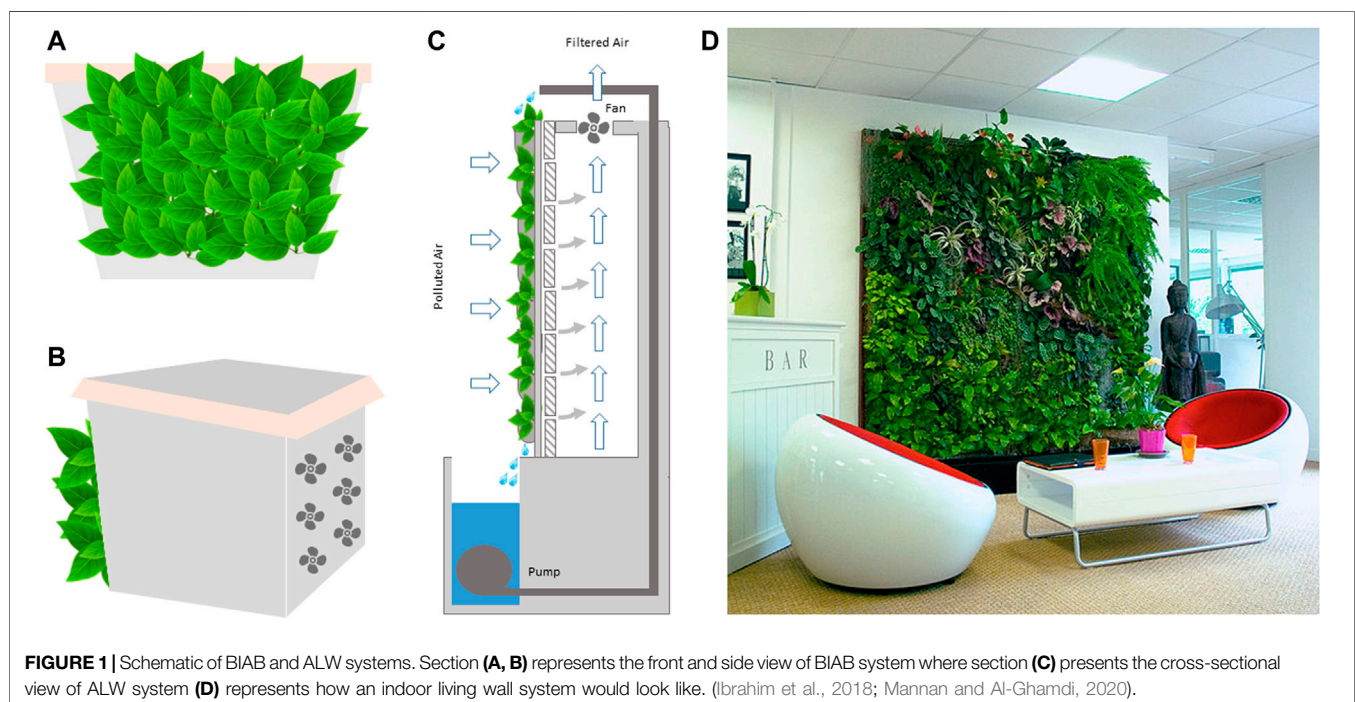 A
C
Filtered Air
D
Fan
Polluted Air
B
BAR
Pump
FIGURE 1 | Schematic of BIAB and ALW systems. Section (A, B) represents the front and side view of BIAB system where section (C) presents the cross-sectional
view of ALW system (D) represents how an indoor living wall system would look like. (Ibrahim et al., 2018; Mannan and Al-Ghamdi, 2020).